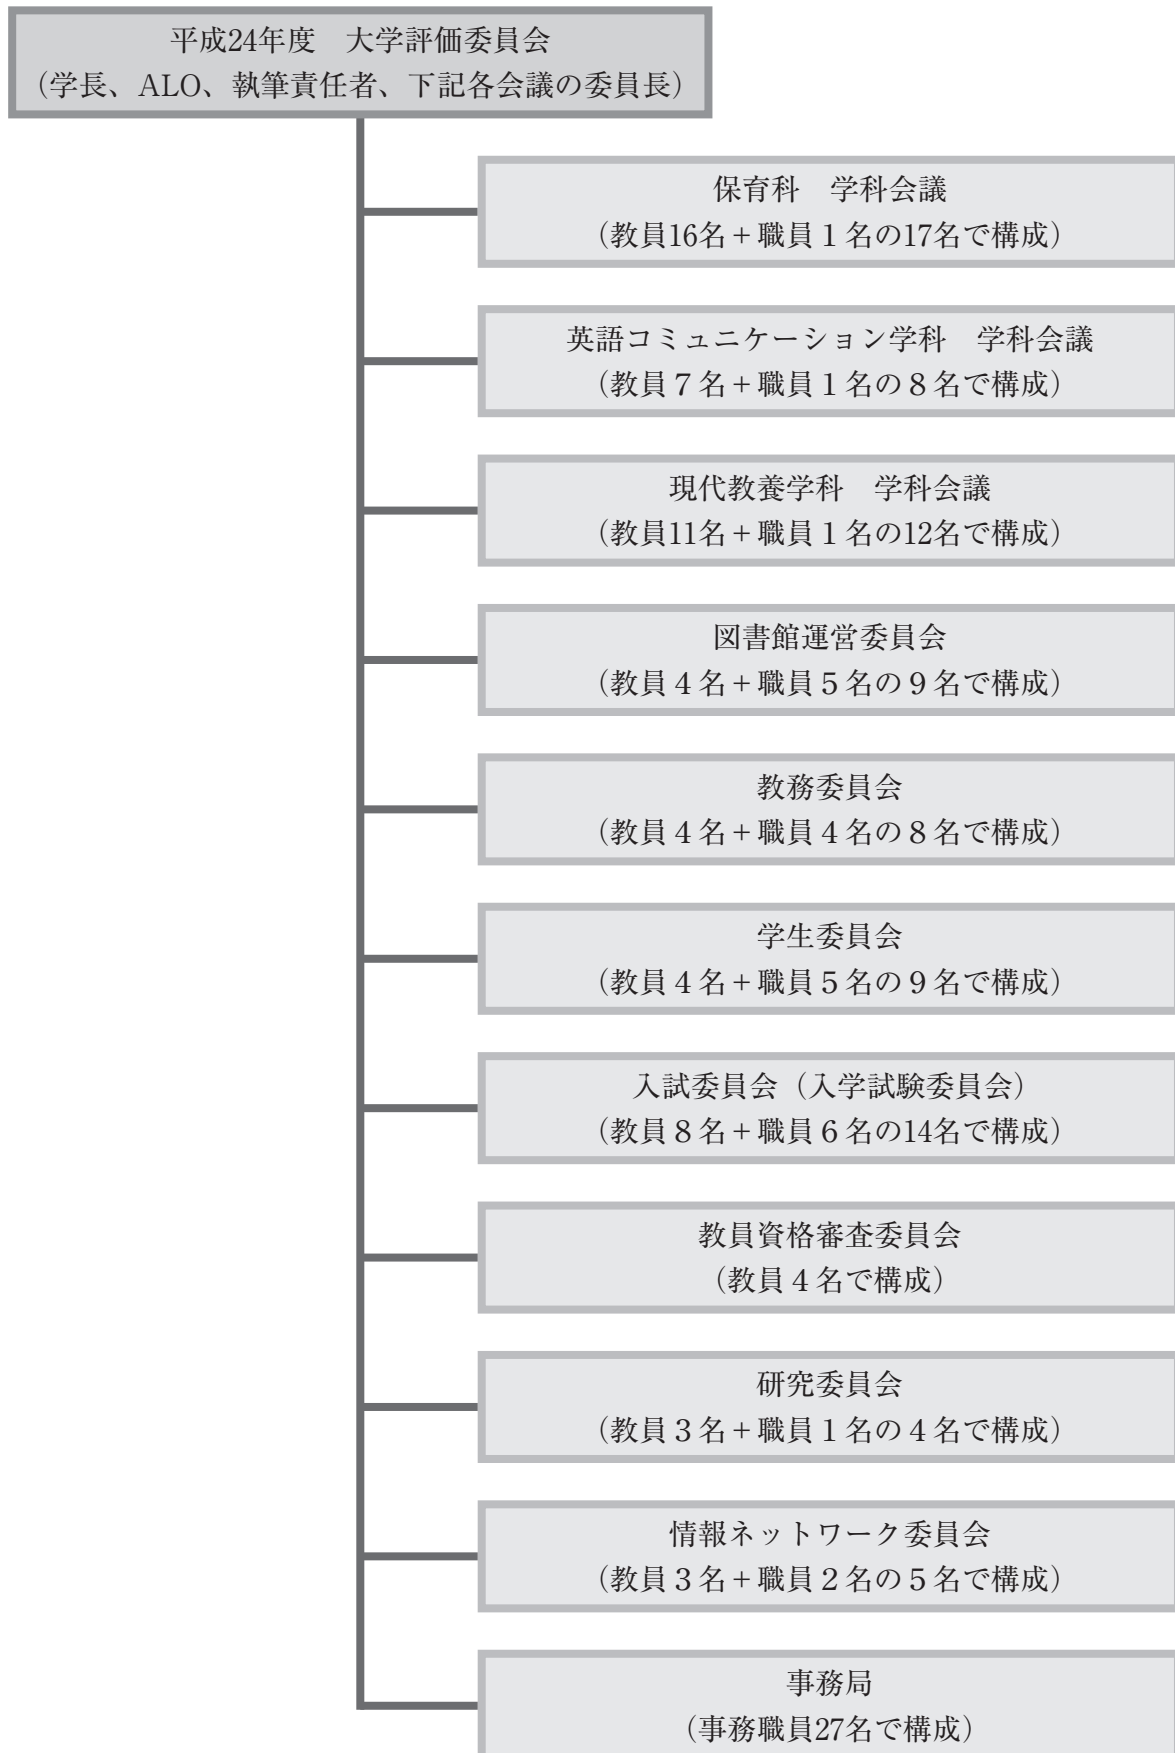 平成24年度　大学評価委員会
（学長、ALO、執筆責任者、下記各会議の委員長）
保育科　学科会議
（教員16名＋職員１名の17名で構成）
英語コミュニケーション学科　学科会議
（教員７名＋職員１名の８名で構成）
現代教養学科　学科会議
（教員11名＋職員１名の12名で構成）
図書館運営委員会
（教員４名＋職員５名の９名で構成）
教務委員会
（教員４名＋職員４名の８名で構成）
学生委員会
（教員４名＋職員５名の９名で構成）
入試委員会（入学試験委員会）
（教員８名＋職員６名の14名で構成）
教員資格審査委員会
（教員４名で構成）
研究委員会
（教員３名＋職員１名の４名で構成）
情報ネットワーク委員会
（教員３名＋職員２名の５名で構成）
事務局
（事務職員27名で構成）